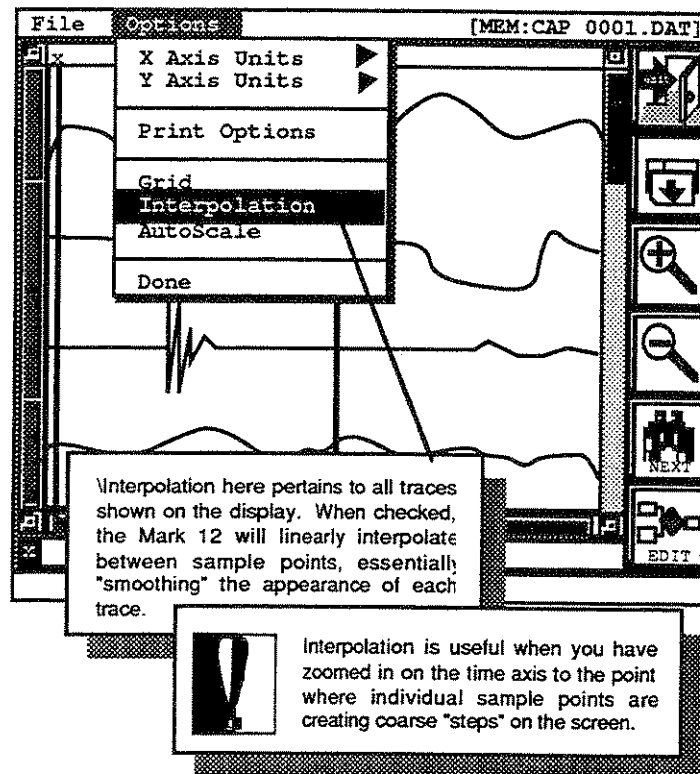 File Options [MEM:CAP 0001.DAT]
x
X Axis Units
Y Axis Units
Print Options
Grid
Interpolation
AutoScale
Done
NEXT
EDIT
x
\Interpolation here pertains to all traces
shown on the display. When checked,
the Mark 12 will linearly interpolate
between sample points, essentially
"smoothing" the appearance of each
trace.
Interpolation is useful when you have
zoomed in on the time axis to the point
where individual sample points are
creating coarse "steps" on the screen.